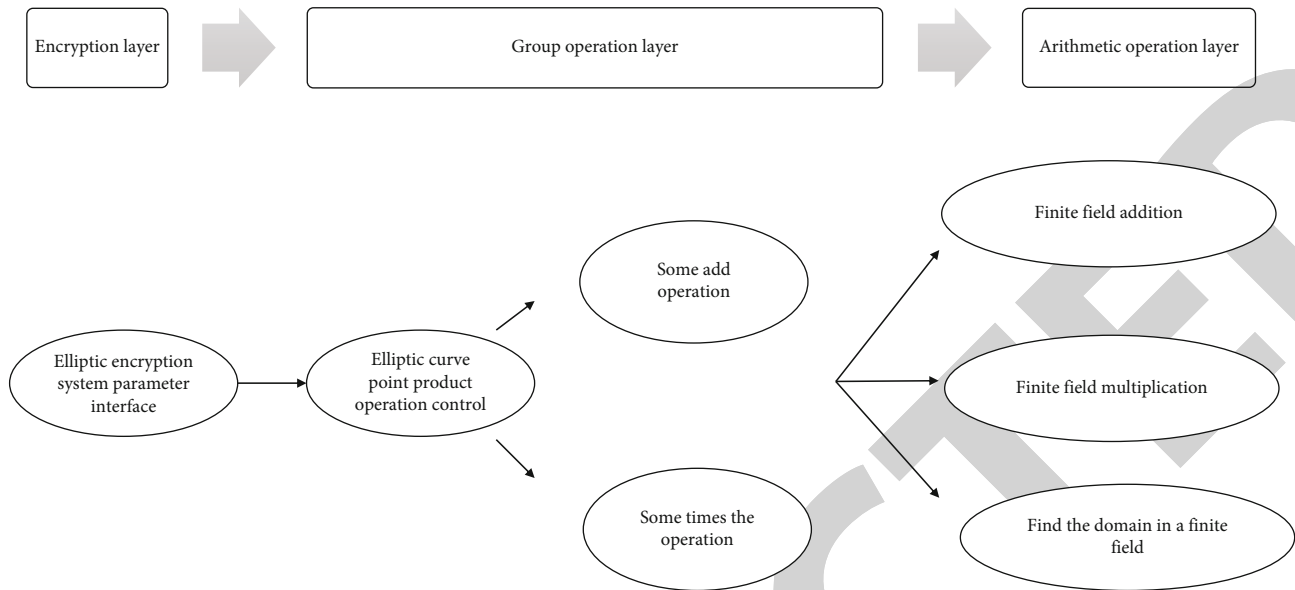 Encryption layer
Group operation layer
Arithmetic operation layer
Finite field addition
Some add
operation
Elliptic encryption
system parameter
interface
Elliptic curve
point product
operation control
Finite field multiplication
Some times the
operation
Find the domain in a finite
field